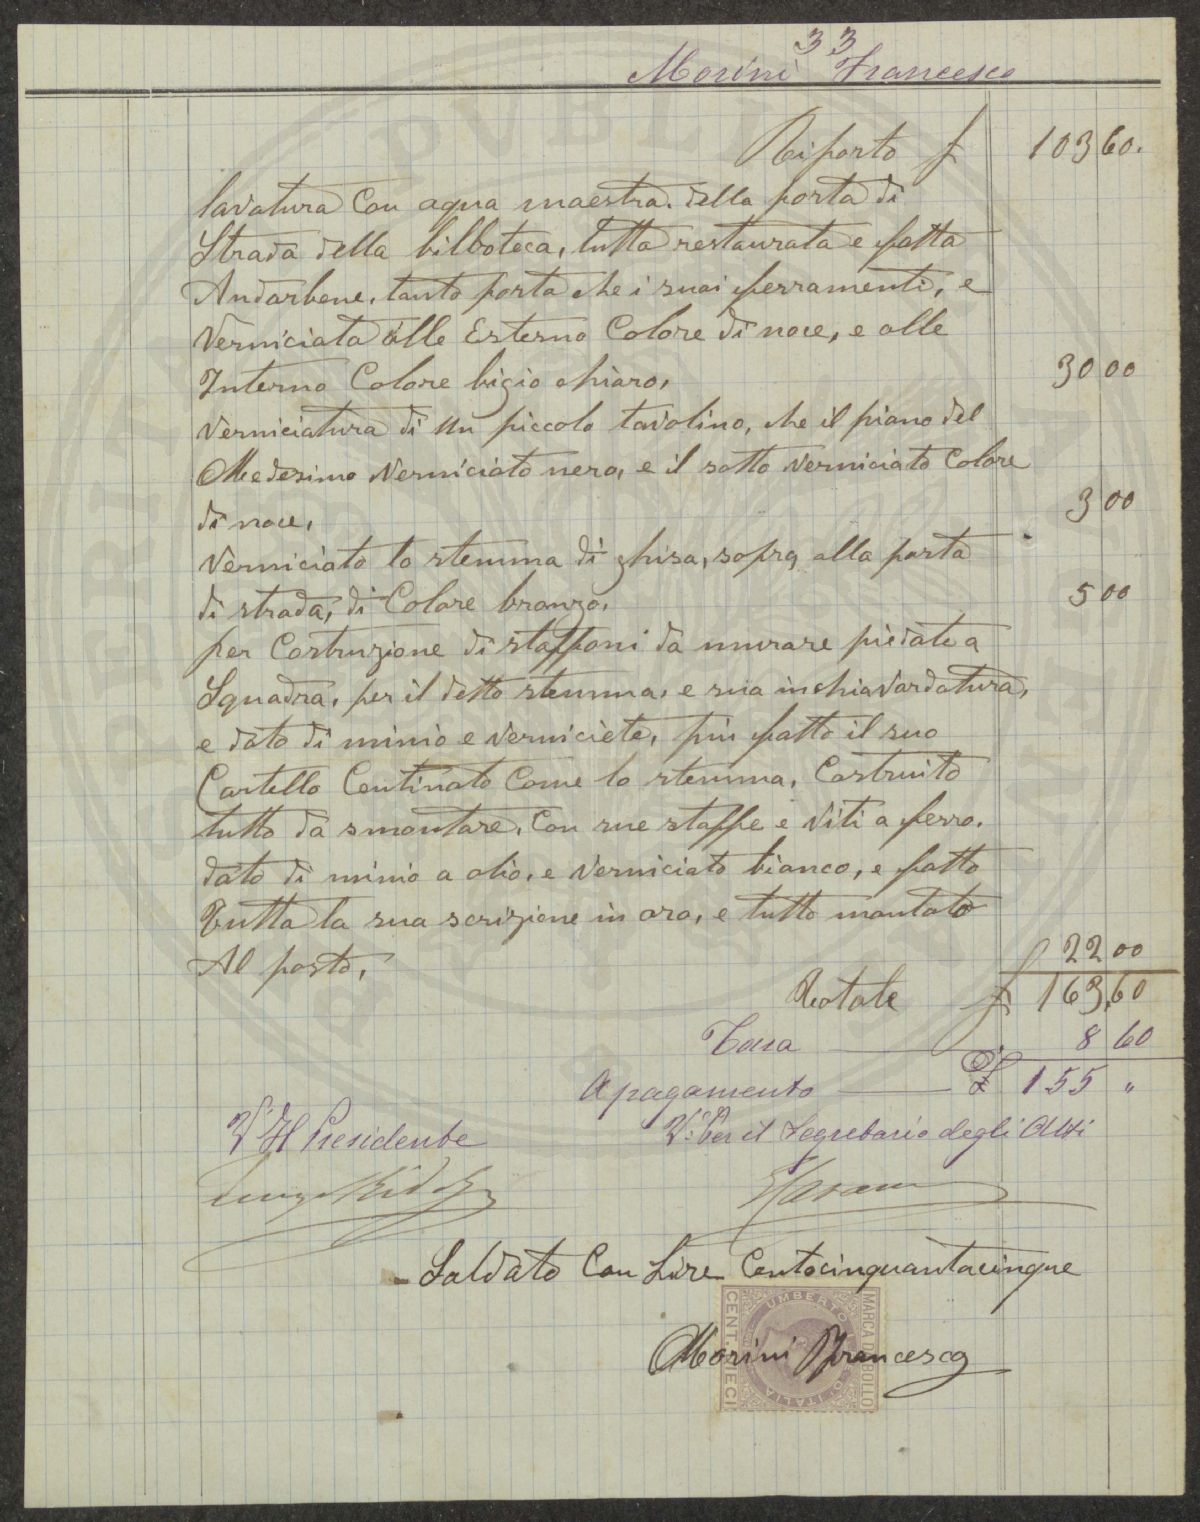 33
Morini Francesco
Riporto £ 103 60.
lavatura Con aqua maestra. della porta di
Strada della bilboteca, tutta restaurata e fatta
Andarbene, tanto porta che i suoi ferramenti, e
Verniciata alle Esterno Colore di noce, e alle
Interno Colore bigio chiaro, 30 00
Verniciatura di un piccolo tavolino, che il piano del
Medesimo Verniciato nero, e il sotto Verniciato Colore
di noce, 3 00
Verniciato lo stemma di ghisa, sopra alla porta
di strada, di Colore bronzo, 5 00
per Costruzione di staffoni da murare piedate a
Squadra, per il detto stemma, e sua inchiavardatura,
e dato di minio e verniciete, piu fatto il suo
Cartello Centinato Come lo stemma, Costruito
tutto da smontare, Con sue staffe e Viti a ferro.
dato di minio a olio, e Verniciato bianco, e fatto
Tutta la sua scrizione in oro, e tutto montato
Al posto, £ 22 00
Totale £ 163,60
Tara 8 60
A pagamento £ 155 "
V° Il Presidente
V° Per il Segretario degli Atti
Saldato Con Lire Centocinquantacinque
MARCA DA BOLLO
UMBERTO
D'ITALIA
CENT. DIECI
Morini Francesco